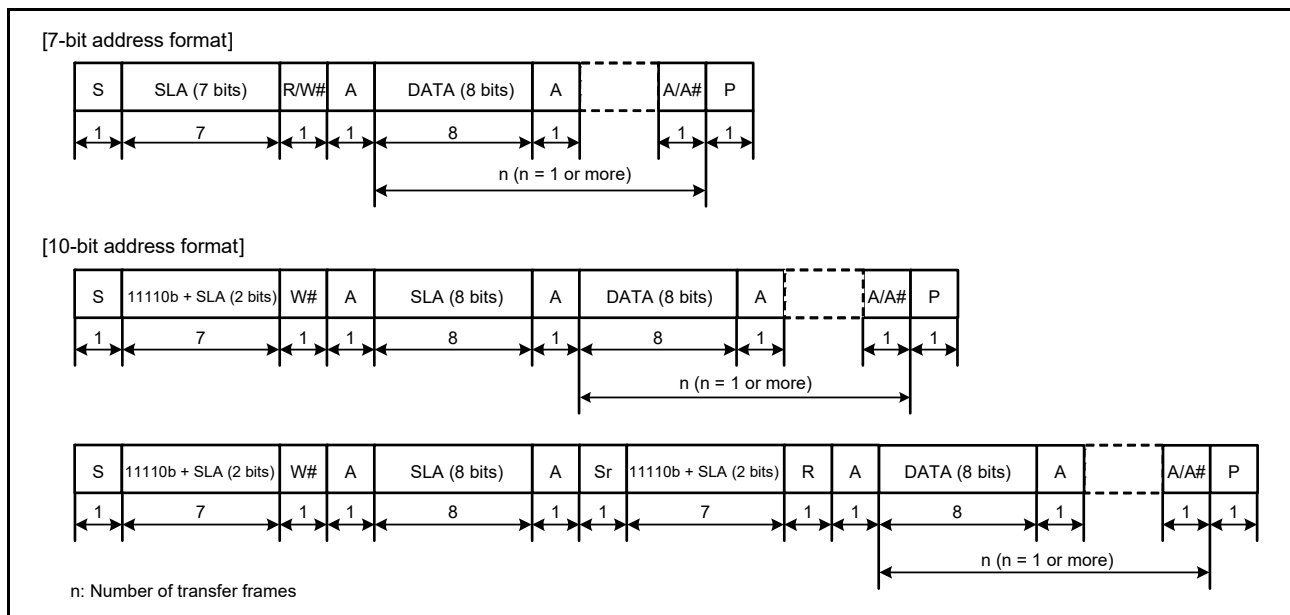 [7-bit address format]
S SLA (7 bits) R/W# A DATA (8 bits) A A/A# P
1 7 1 1 8 1 1 1
n (n = 1 or more)
[10-bit address format]
S 11110b + SLA (2 bits) W# A SLA (8 bits) A DATA (8 bits) A A/A# P
1 7 1 1 8 1 8 1 1 1
n (n = 1 or more)
S 11110b + SLA (2 bits) W# A SLA (8 bits) A Sr 11110b + SLA (2 bits) R A DATA (8 bits) A A/A# P
1 7 1 1 8 1 1 7 1 1 8 1 1 1
n (n = 1 or more)
n: Number of transfer frames